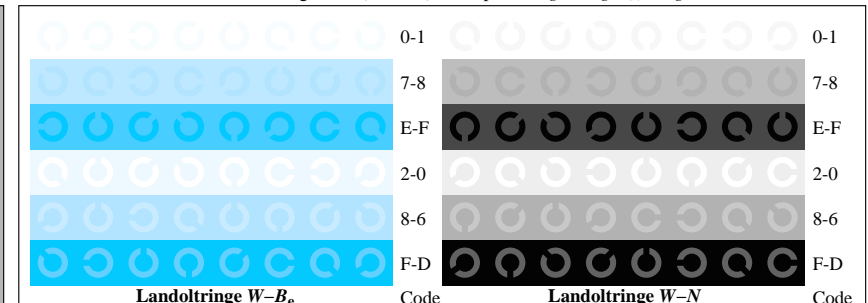 0-1 0-1
7-8 7-8
E-F E-F
2-0 2-0
8-6 8-6
F-D F-D
Landoltringe W–Be Code Landoltringe W–N Code